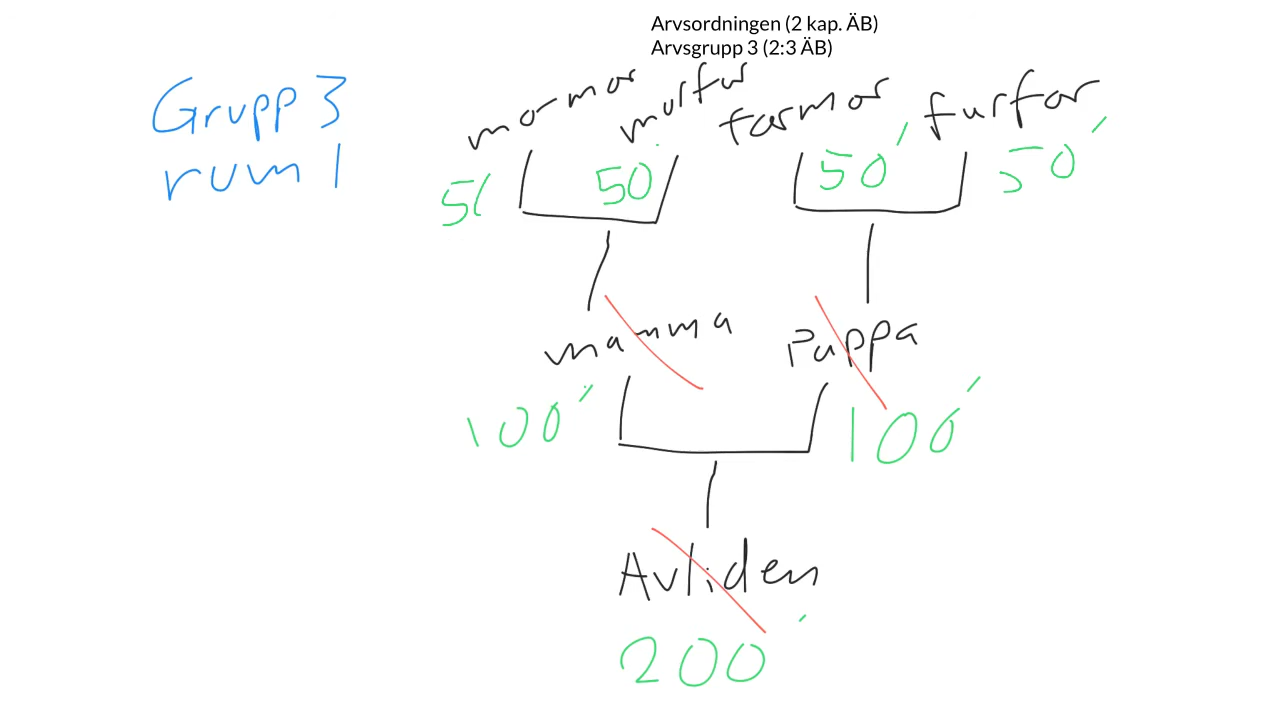 Arvsordningen (2 kap. ÄB)
Arvsgrupp 3 (2:3 ÄB)
Grupp 3
rum 1
mormor morfar farmor farfar
50 50' 50' 50'
mamma Pappa
100' 100'
Avliden
200'